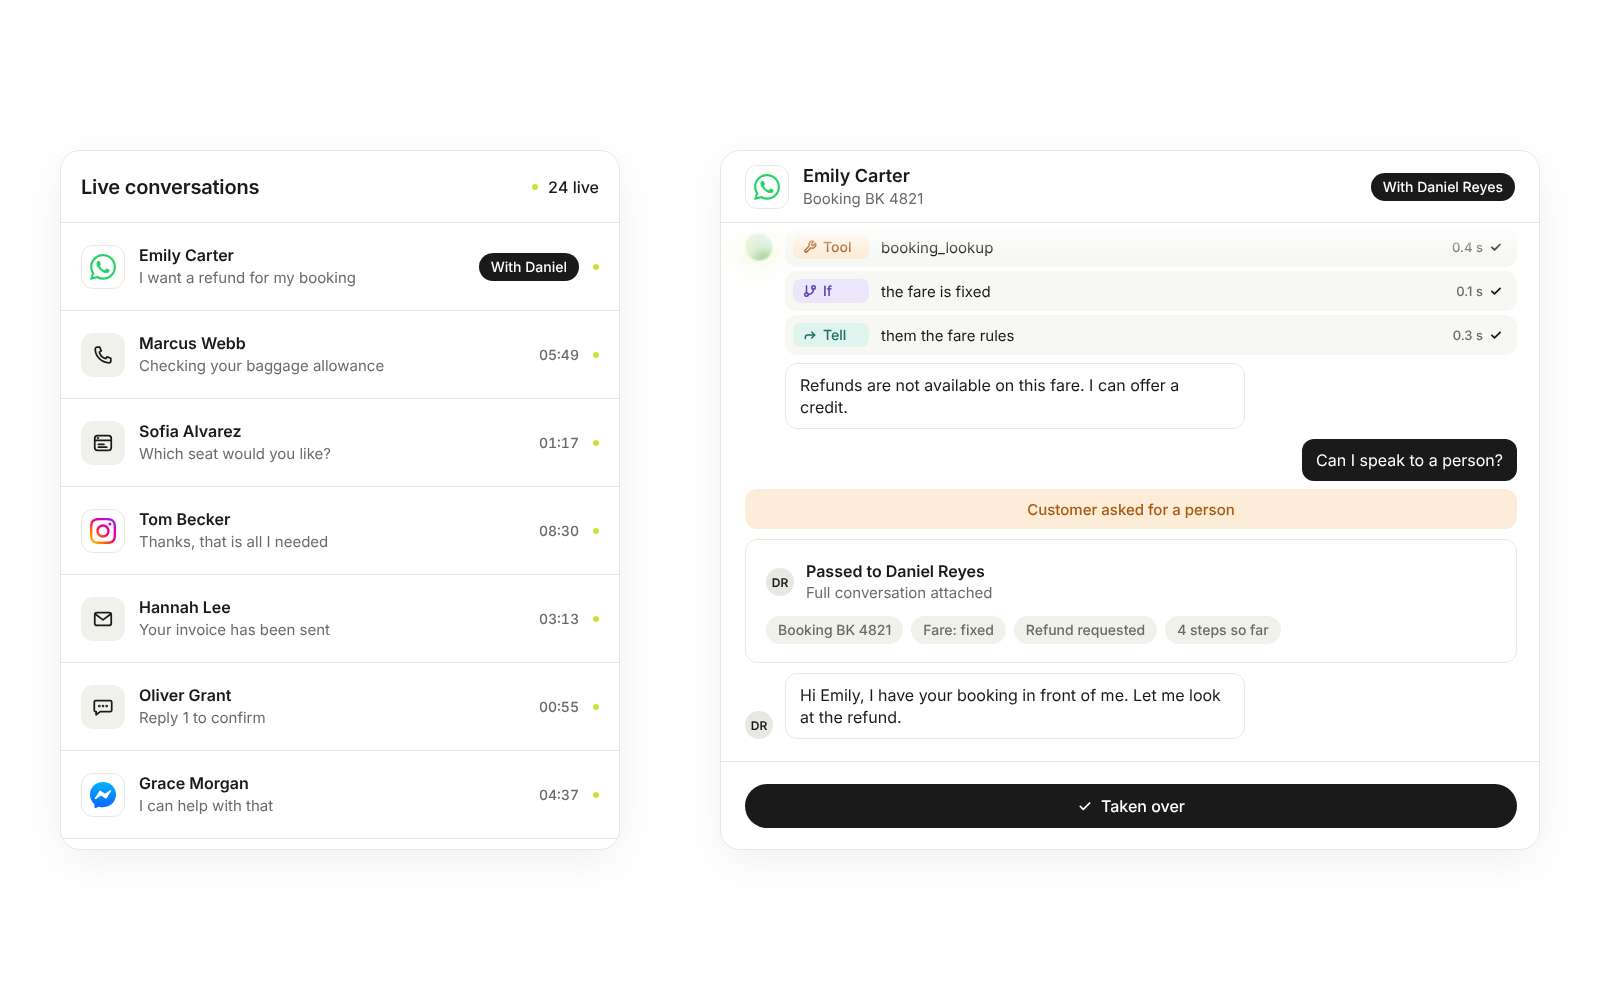 Live conversations
24 live
Emily Carter
I want a refund for my booking
With Daniel
Marcus Webb
Checking your baggage allowance
05:49
Sofia Alvarez
Which seat would you like?
01:17
Tom Becker
Thanks, that is all I needed
08:30
Hannah Lee
Your invoice has been sent
03:13
Oliver Grant
Reply 1 to confirm
00:55
Grace Morgan
I can help with that
04:37
Emily Carter
Booking BK 4821
With Daniel Reyes
Tool booking_lookup 0.4 s
If the fare is fixed 0.1 s
Tell them the fare rules 0.3 s
Refunds are not available on this fare. I can offer a
credit.
Can I speak to a person?
Customer asked for a person
DR
Passed to Daniel Reyes
Full conversation attached
Booking BK 4821 Fare: fixed Refund requested 4 steps so far
Hi Emily, I have your booking in front of me. Let me look
at the refund.
DR
Taken over